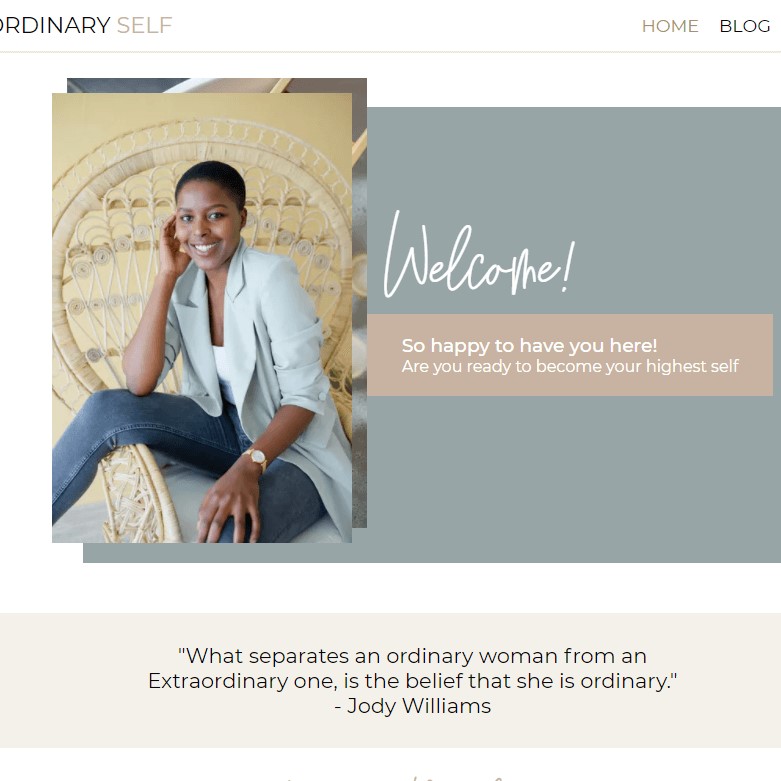 SELF
HOME BLOG
Welcome!
So happy to have you here!
Are you ready to become your highest self
"What separates an ordinary woman from an
Extraordinary one, is the belief that she is ordinary."
- Jody Williams